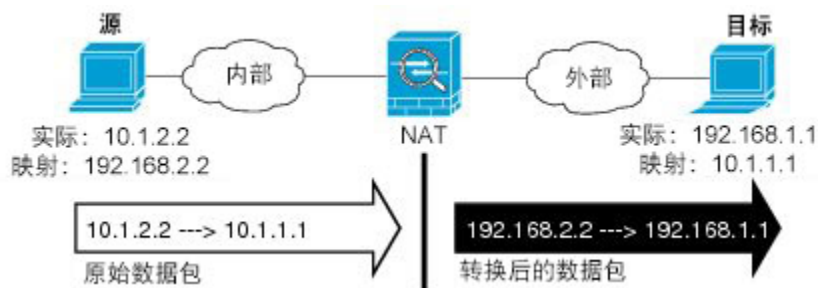 源
目标
内部
外部
实际：10.1.2.2
映射：192.168.2.2
NAT
实际：192.168.1.1
映射：10.1.1.1
10.1.2.2 ---> 10.1.1.1
192.168.2.2 ---> 192.168.1.1
原始数据包
转换后的数据包